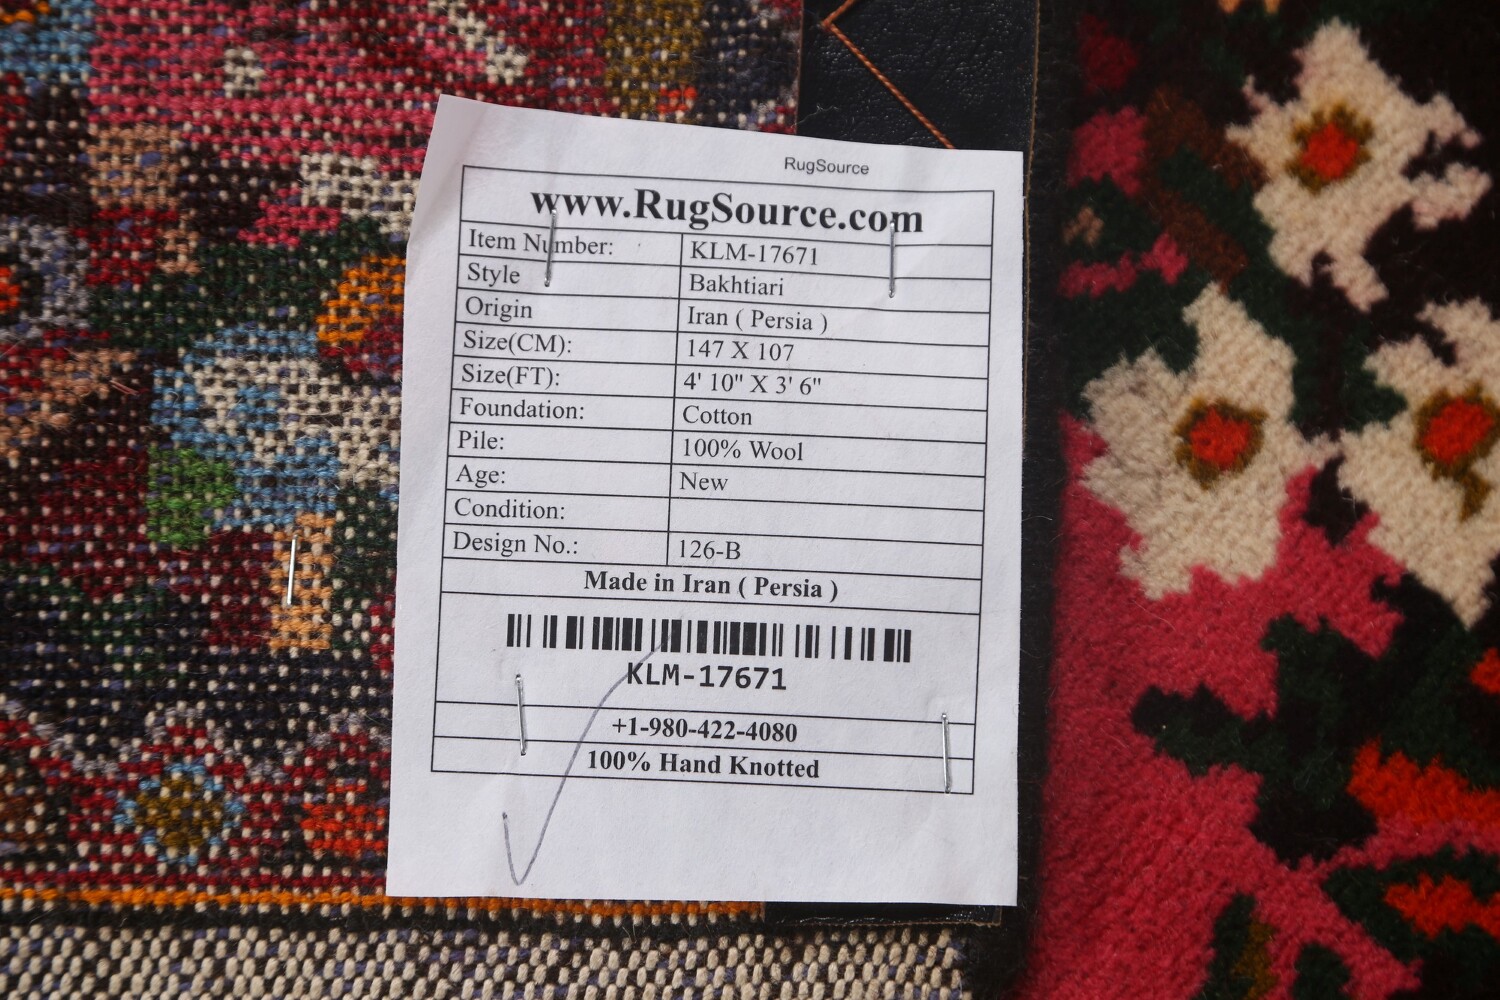 RugSource
www.RugSource.com
Item Number: KLM-17671
Style Bakhtiari
Origin Iran ( Persia )
Size(CM): 147 X 107
Size(FT): 4' 10" X 3' 6"
Foundation: Cotton
Pile: 100% Wool
Age: New
Condition:
Design No.: 126-B
Made in Iran ( Persia )
KLM-17671
+1-980-422-4080
100% Hand Knotted